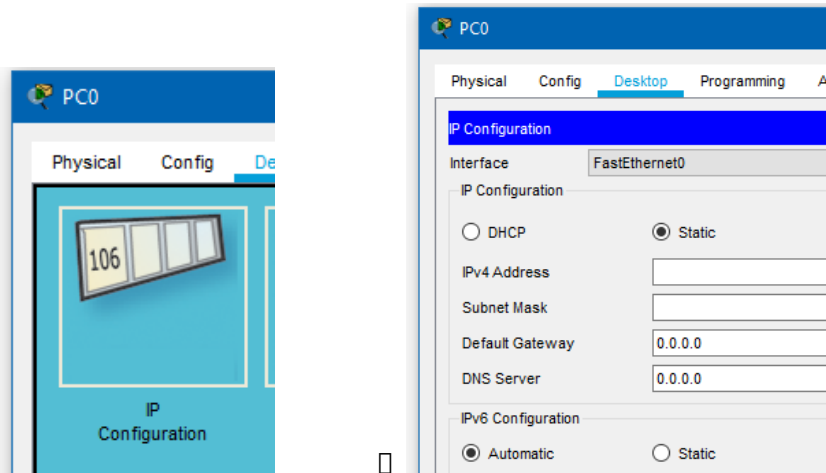 PC0
Physical Config De
106
IP
Configuration
PC0
Physical Config Desktop Programming A
IP Configuration
Interface FastEthernet0
IP Configuration
DHCP Static
IPv4 Address
Subnet Mask
Default Gateway 0.0.0.0
DNS Server 0.0.0.0
IPv6 Configuration
Automatic Static